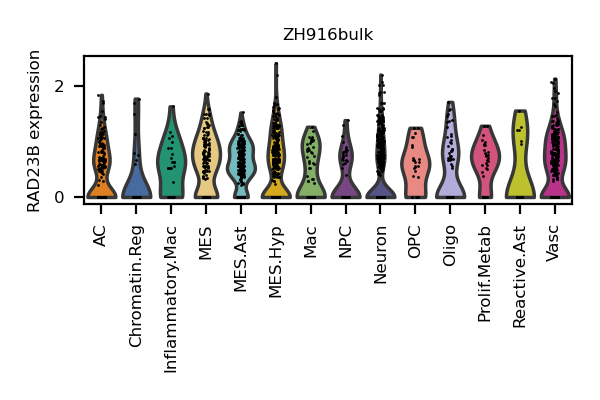 ZH916bulk
RAD23B expression
2
0
AC
Chromatin.Reg
Inflammatory.Mac
MES
MES.Ast
MES.Hyp
Mac
NPC
Neuron
OPC
Oligo
Prolif.Metab
Reactive.Ast
Vasc